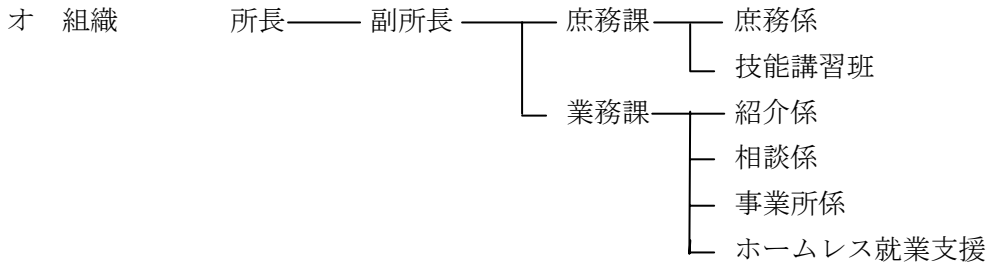 オ 組織 所長 副所長 庶務課 庶務係
技能講習班
業務課 紹介係
相談係
事業所係
ホームレス就業支援